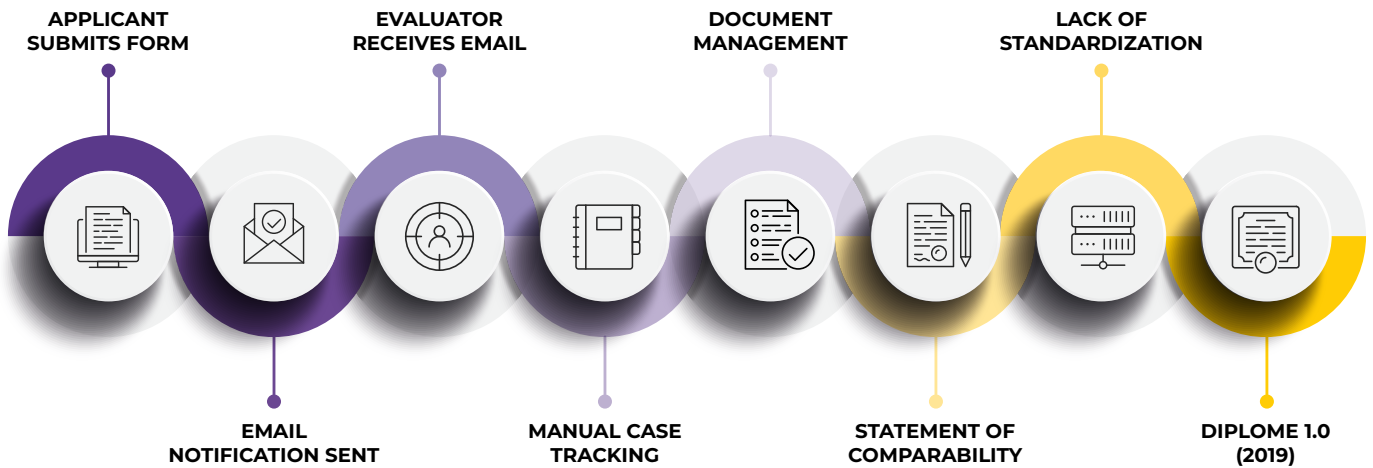 APPLICANT
SUBMITS FORM
EVALUATOR
RECEIVES EMAIL
DOCUMENT
MANAGEMENT
LACK OF
STANDARDIZATION
EMAIL
NOTIFICATION SENT
MANUAL CASE
TRACKING
STATEMENT OF
COMPARABILITY
DIPLOME 1.0
(2019)